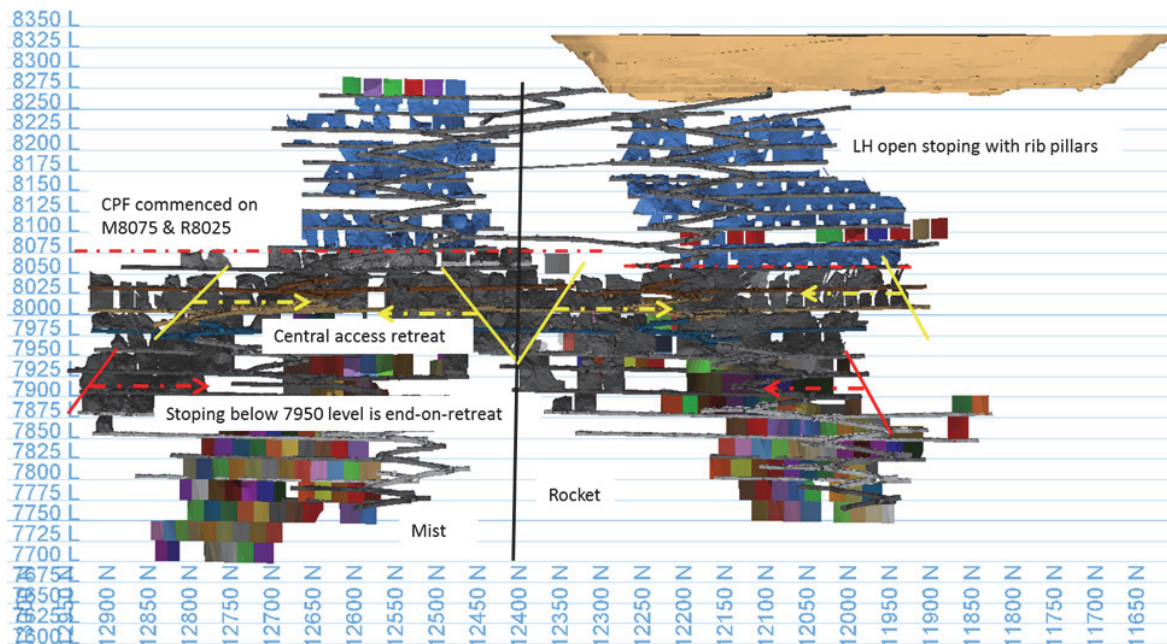 8350 L
8325 L
8300 L
8275 L
8250 L
8225 L
8200 L
8175 L
8150 L
8125 L
8100 L
8075 L
8050 L
8025 L
8000 L
7975 L
7950 L
7925 L
7900 L
7875 L
7850 L
7825 L
7800 L
7775 L
7750 L
7725 L
7700 L
7675 L
7650 L
7625 L
7600 L
LH open stoping with rib pillars
CPF commenced on
M8075 & R8025
Central access retreat
Stoping below 7950 level is end-on-retreat
Rocket
Mist
12900 N
12850 N
12800 N
12750 N
12700 N
12650 N
12600 N
12550 N
12500 N
12450 N
12400 N
12350 N
12300 N
12250 N
12200 N
12150 N
12100 N
12050 N
12000 N
11950 N
11900 N
11850 N
11800 N
11750 N
11700 N
11650 N